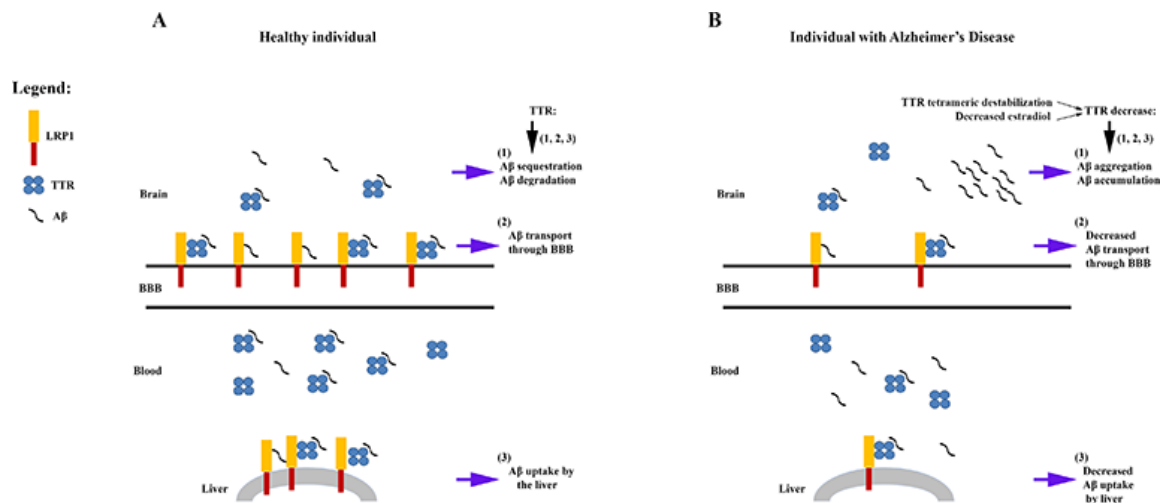 A
Healthy individual
Legend:
LRP1
TTR
Aβ
TTR:
(1, 2, 3)
(1)
Aβ sequestration
Aβ degradation
Brain
(2)
Aβ transport
through BBB
BBB
Blood
(3)
Aβ uptake by
the liver
Liver
B
Individual with Alzheimer's Disease
TTR tetrameric destabilization
Decreased estradiol
TTR decrease:
(1, 2, 3)
(1)
Aβ aggregation
Aβ accumulation
Brain
(2)
Decreased
Aβ transport
through BBB
BBB
Blood
(3)
Decreased
Aβ uptake
by liver
Liver